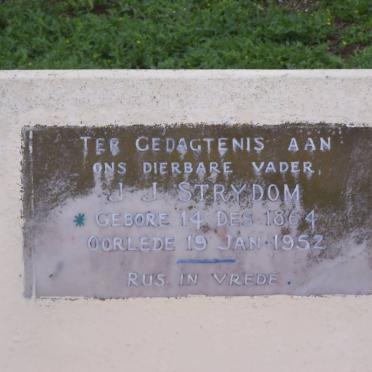 TER GEDAGTENIS AAN
ONS DIERBARE VADER,
J. J. STRYDOM
* GEBORE 14 DES. 1864
OORLEDE 19 JAN. 1952
RUS IN VREDE.